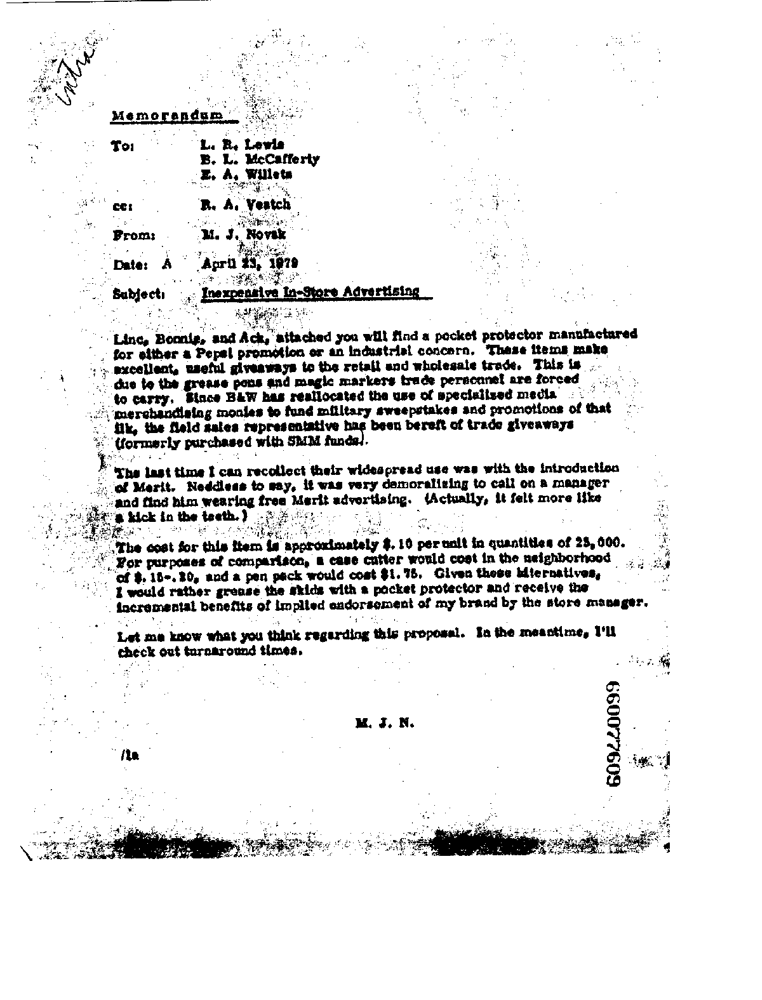 intra
Memorandum
To: L. R. Lewis
B. L. McCafferty
E. A. Willets
cc: R. A. Veatch
From: M. J. Novak
Date: A April 23, 1979
Subject: Inexpensive In-Store Advertising
Linc, Bonnie, and Ack, attached you will find a pocket protector manufactured
for either a Pepsi promotion or an industrial concern. These items make
excellent, useful giveaways to the retail and wholesale trade. This is
due to the grease pens and magic markers trade personnel are forced
to carry. Since B&W has reallocated the use of specialized media
merchandising monies to fund military sweepstakes and promotions of that
ilk, the field sales representative has been bereft of trade giveaways
(formerly purchased with SMM funds).
The last time I can recollect their widespread use was with the introduction
of Merit. Neddless to say, it was very demoralizing to call on a manager
and find him wearing free Merit advertising. (Actually, it felt more like
a kick in the teeth.)
The cost for this item is approximately $.10 per unit in quantities of 25,000.
For purposes of comparison, a case cutter would cost in the neighborhood
of $.15-.20, and a pen pack would cost $1.75. Given these alternatives,
I would rather grease the skids with a pocket protector and receive the
incremental benefits of implied endorsement of my brand by the store manager.
Let me know what you think regarding this proposal. In the meantime, I'll
check out turnaround times.
M. J. N.
/la
660077609